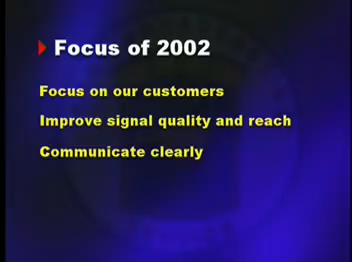 Focus of 2002
Focus on our customers
Improve signal quality and reach
Communicate clearly